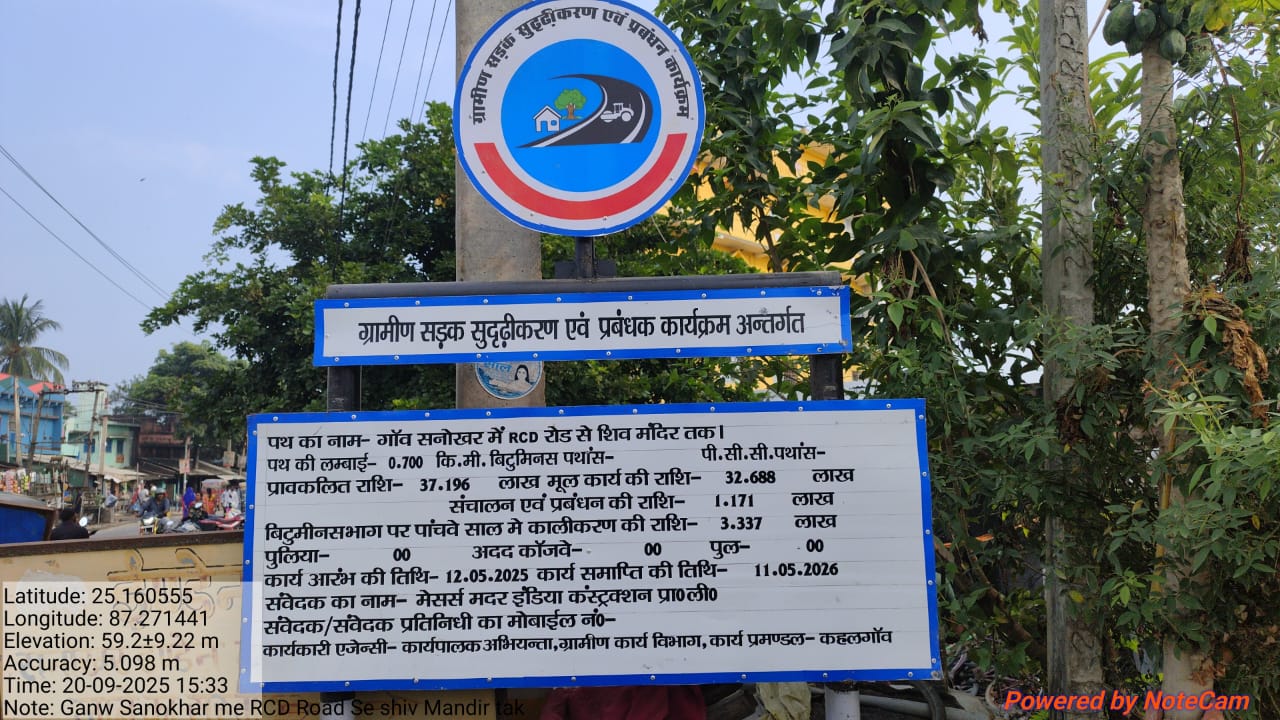 ग्रामीण सड़क सुदृढ़ीकरण एवं प्रबंधन कार्यक्रम
ग्रामीण सड़क सुदृढ़ीकरण एवं प्रबंधक कार्यक्रम अन्तर्गत
पथ का नाम- गॉव सनोखर में RCD रोड से शिव मंदिर तक।
पथ की लम्बाई- 0.700 कि.मी. बिटुमिनस पथांस- पी.सी.सी.पथांस-
प्रावकलित राशि- 37.196 लाख मूल कार्य की राशि- 32.688 लाख
संचालन एवं प्रबंधन की राशि- 1.171 लाख
बिटुमीनसभाग पर पांचवे साल मे कालीकरण की राशि- 3.337 लाख
पुलिया- 00 अदद कॉजवे- 00 पुल- 00
कार्य आरंभ की तिथि- 12.05.2025 कार्य समाप्ति की तिथि- 11.05.2026
संवेदक का नाम- मेसर्स मदर इंडिया कंस्ट्रक्शन प्रा0ली0
संवेदक/संवेदक प्रतिनिधी का मोबाईल नं0-
कार्यकारी एजेन्सी- कार्यपालक अभियन्ता,ग्रामीण कार्य विभाग, कार्य प्रमण्डल- कहलगॉव
Latitude: 25.160555
Longitude: 87.271441
Elevation: 59.2±9.22 m
Accuracy: 5.098 m
Time: 20-09-2025 15:33
Note: Ganw Sanokhar me RCD Road Se shiv Mandir tak
Powered by NoteCam